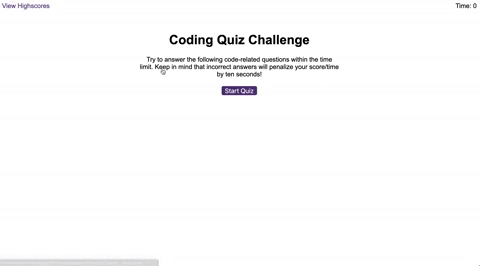 View Highscores
Time: 0
Coding Quiz Challenge
Try to answer the following code-related questions within the time
limit. Keep in mind that incorrect answers will penalize your score/time
by ten seconds!
Start Quiz